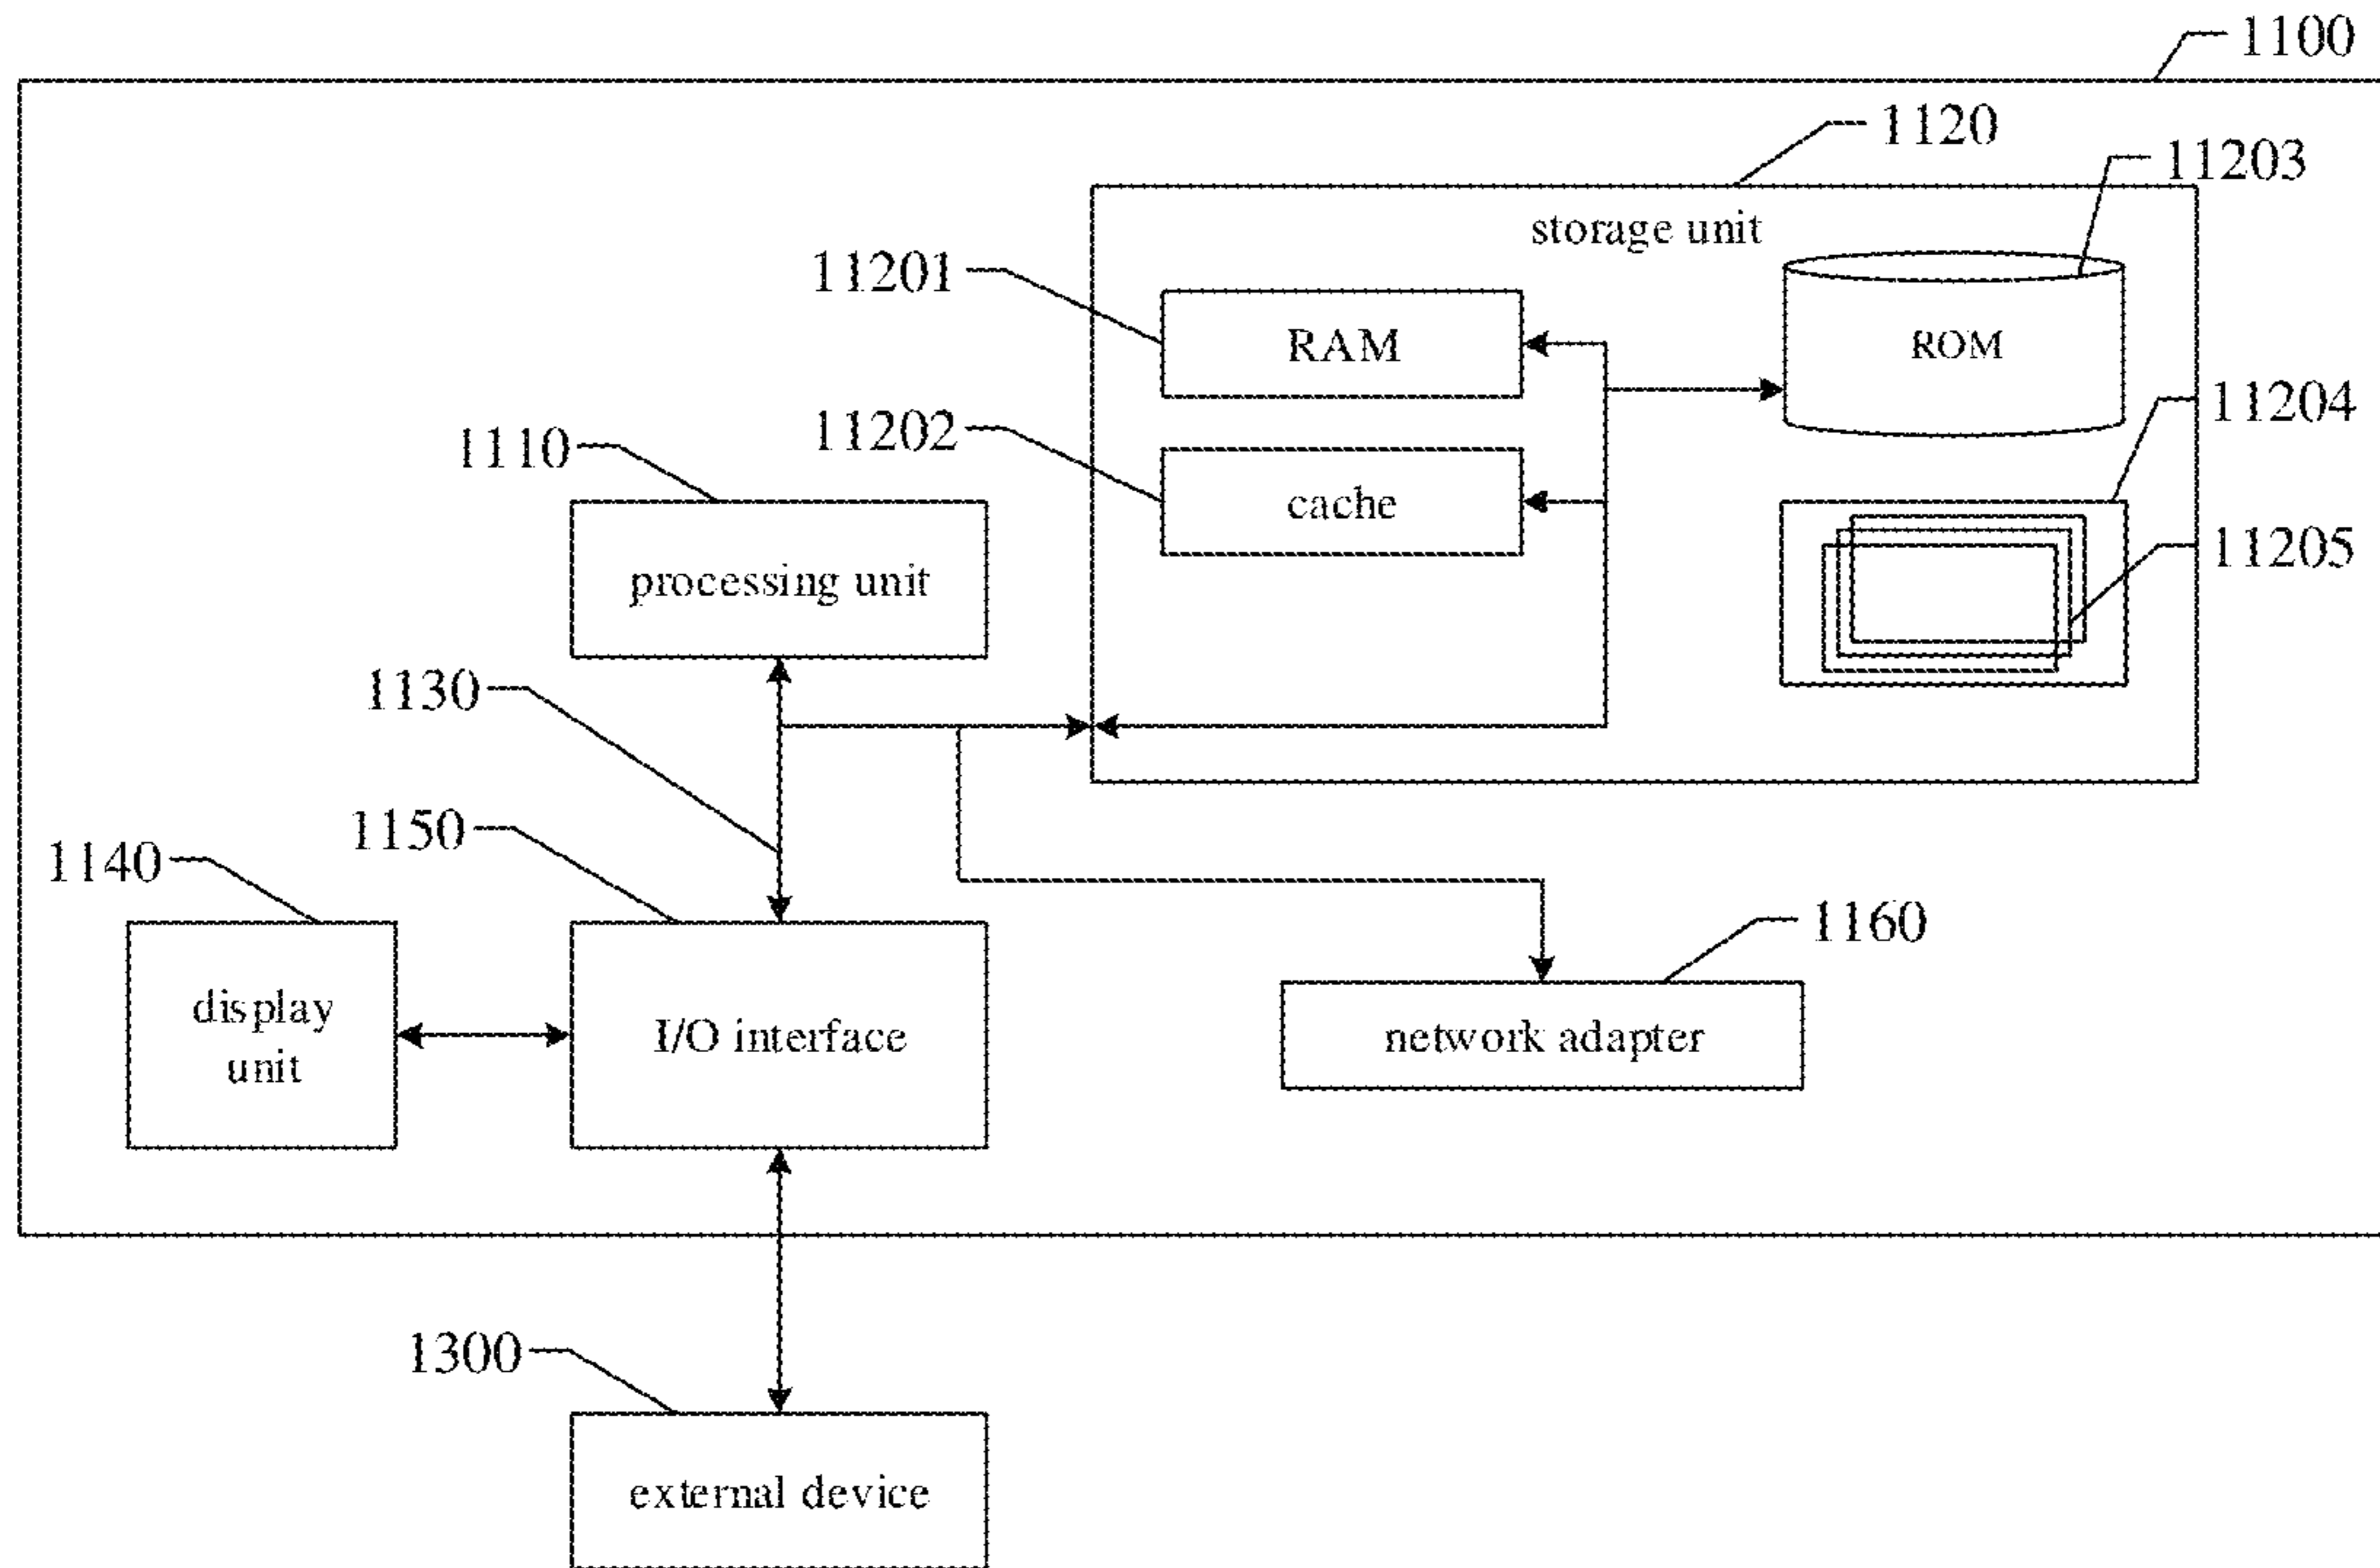 1100
1120
11203
storage unit
11201
RAM
ROM
11204
11202
1110
cache
11205
processing unit
1130
1150
1140
1160
display
unit
I/O interface
network adapter
1300
external device